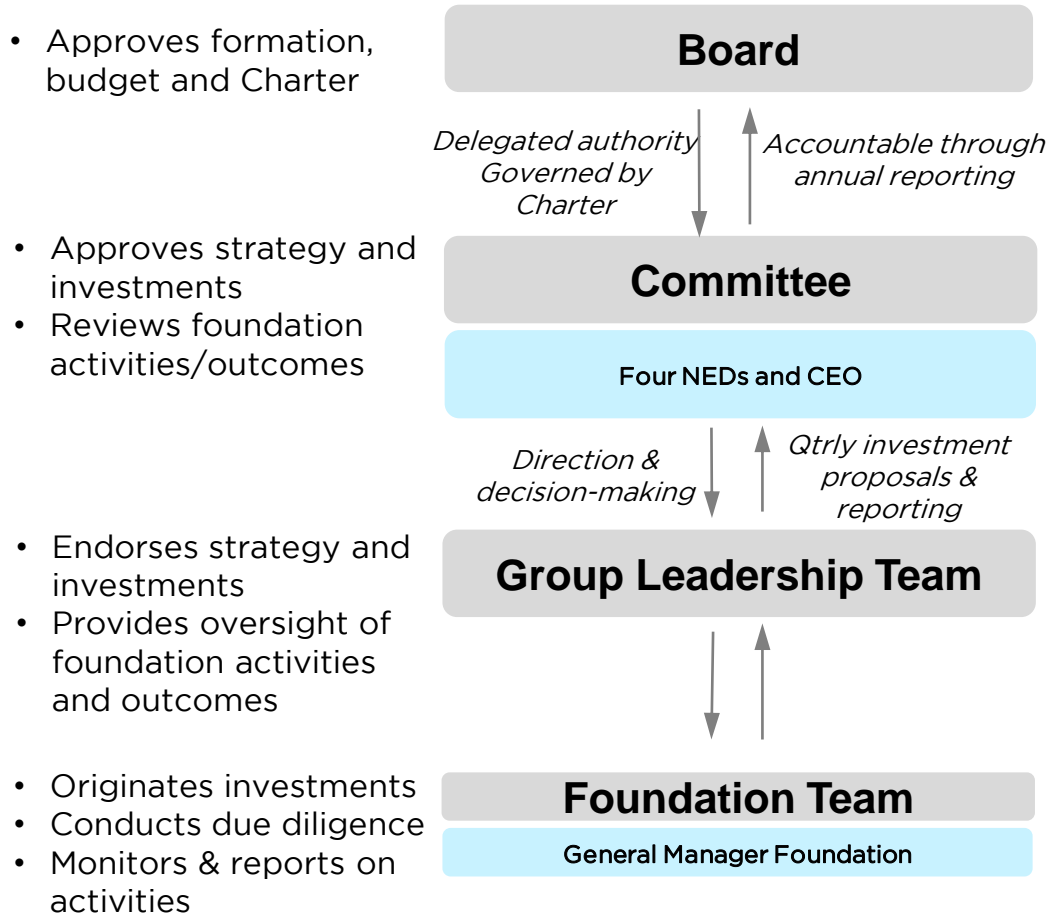 • Approves formation,
budget and Charter
Board
Delegated authority
Governed by
Charter
Accountable through
annual reporting
• Approves strategy and
investments
• Reviews foundation
activities/outcomes
Committee
Four NEDs and CEO
Direction &
decision-making
Qtrly investment
proposals &
reporting
• Endorses strategy and
investments
• Provides oversight of
foundation activities
and outcomes
Group Leadership Team
• Originates investments
• Conducts due diligence
• Monitors & reports on
activities
Foundation Team
General Manager Foundation